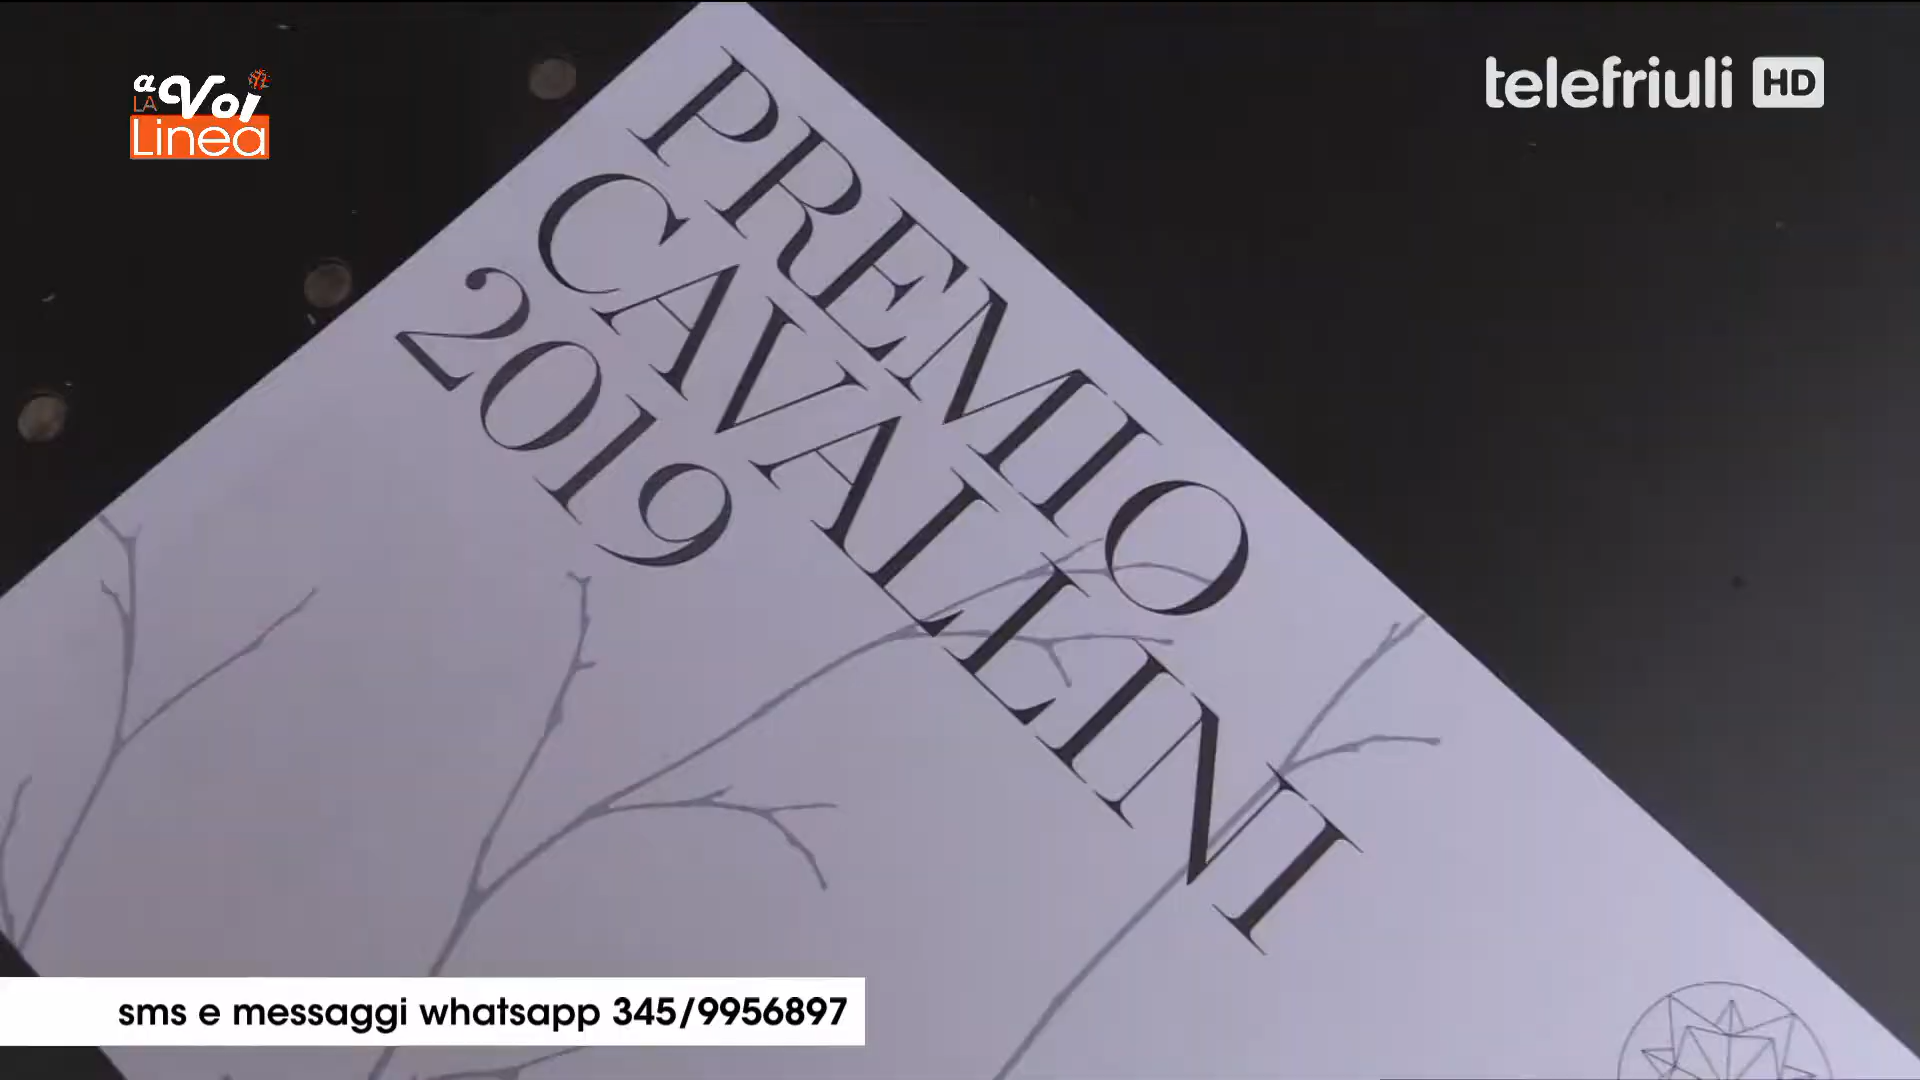 a Voi
LA
Linea
telefriuli HD
PREMIO
CAVALLINI
2019
sms e messaggi whatsapp 345/9956897